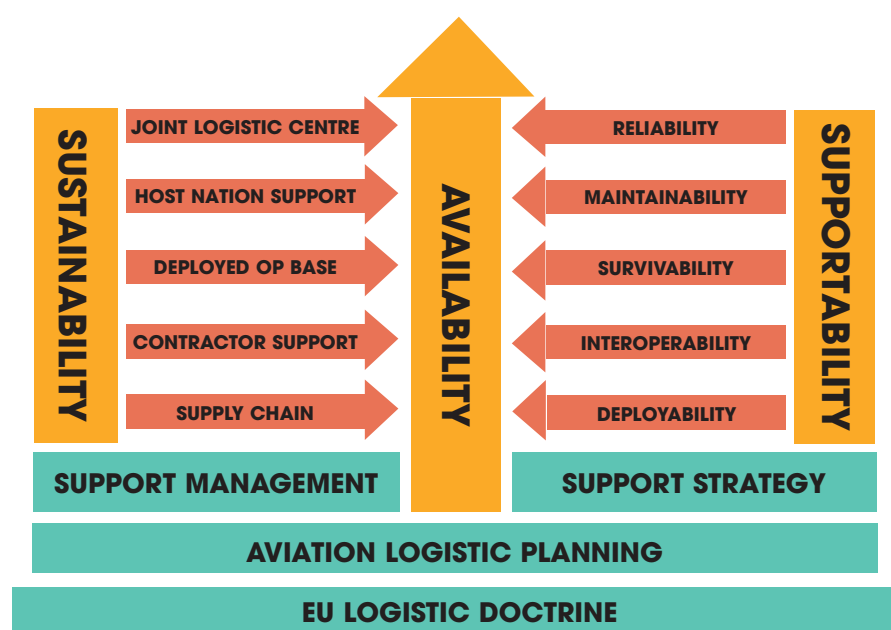 SUSTAINABILITY
JOINT LOGISTIC CENTRE
HOST NATION SUPPORT
DEPLOYED OP BASE
CONTRACTOR SUPPORT
SUPPLY CHAIN
AVAILABILITY
RELIABILITY
MAINTAINABILITY
SURVIVABILITY
INTEROPERABILITY
DEPLOYABILITY
SUPPORTABILITY
SUPPORT MANAGEMENT
SUPPORT STRATEGY
AVIATION LOGISTIC PLANNING
EU LOGISTIC DOCTRINE